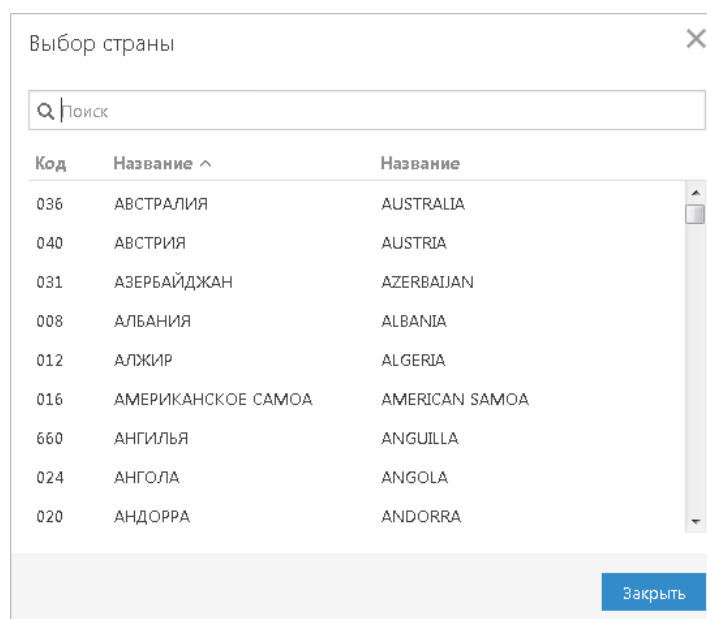 Выбор страны
Поиск
Код Название Название
036 АВСТРАЛИЯ AUSTRALIA
040 АВСТРИЯ AUSTRIA
031 АЗЕРБАЙДЖАН AZERBAIJAN
008 АЛБАНИЯ ALBANIA
012 АЛЖИР ALGERIA
016 АМЕРИКАНСКОЕ САМОА AMERICAN SAMOA
660 АНГИЛЬЯ ANGUILLA
024 АНГОЛА ANGOLA
020 АНДОРРА ANDORRA
Закрыть